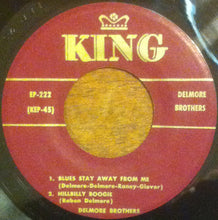 KING
EP-222
(KEP-45)
DELMORE
BROTHERS
1. BLUES STAY AWAY FROM ME
(Delmore-Delmore-Raney-Glover)
2. HILLBILLY BOOGIE
(Raban Delmore)
DELMORE BROTHERS